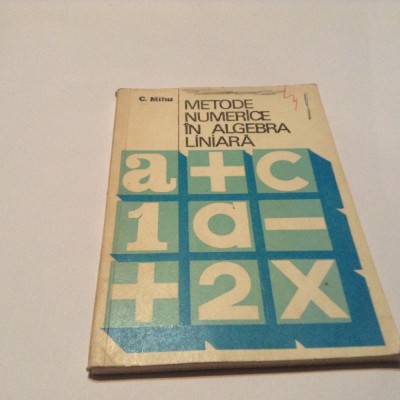 C. Mihu
METODE
NUMERICE
ÎN ALGEBRA
LINIARĂ
a+c
1a-
+2X